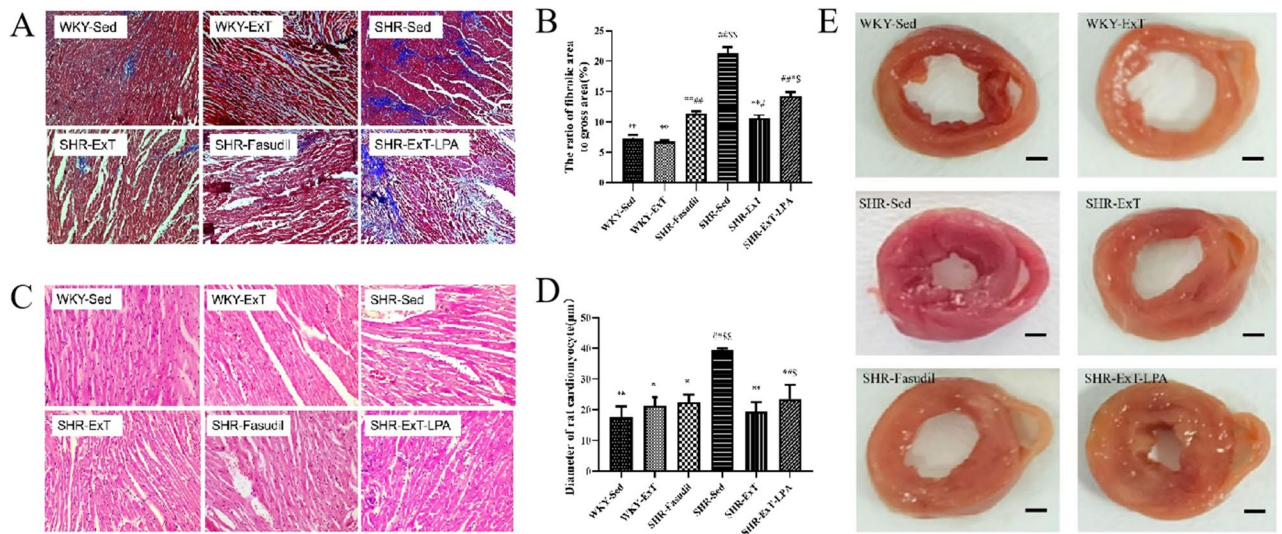 A
WKY-Sed
WKY-ExT
SHR-Sed
SHR-ExT
SHR-Fasudil
SHR-ExT-LPA
B
The ratio of fibrolic area
to gross area(%)
25
20
15
10
5
0
**
**
**##
##$$
**#
##*$
WKY-Sed
WKY-ExT
SHR-Fasudil
SHR-Sed
SHR-ExT
SHR-ExT-LPA
C
WKY-Sed
WKY-ExT
SHR-Sed
SHR-ExT
SHR-Fasudil
SHR-ExT-LPA
D
Diameter of rat cardiomyocyte(μm)
60
40
20
0
**
*
*
##$$
**
WKY-Sed
WKY-ExT
SHR-Fasudil
SHR-Sed
SHR-ExT
SHR-ExT-LPA
E
WKY-Sed
WKY-ExT
SHR-Sed
SHR-ExT
SHR-Fasudil
SHR-ExT-LPA